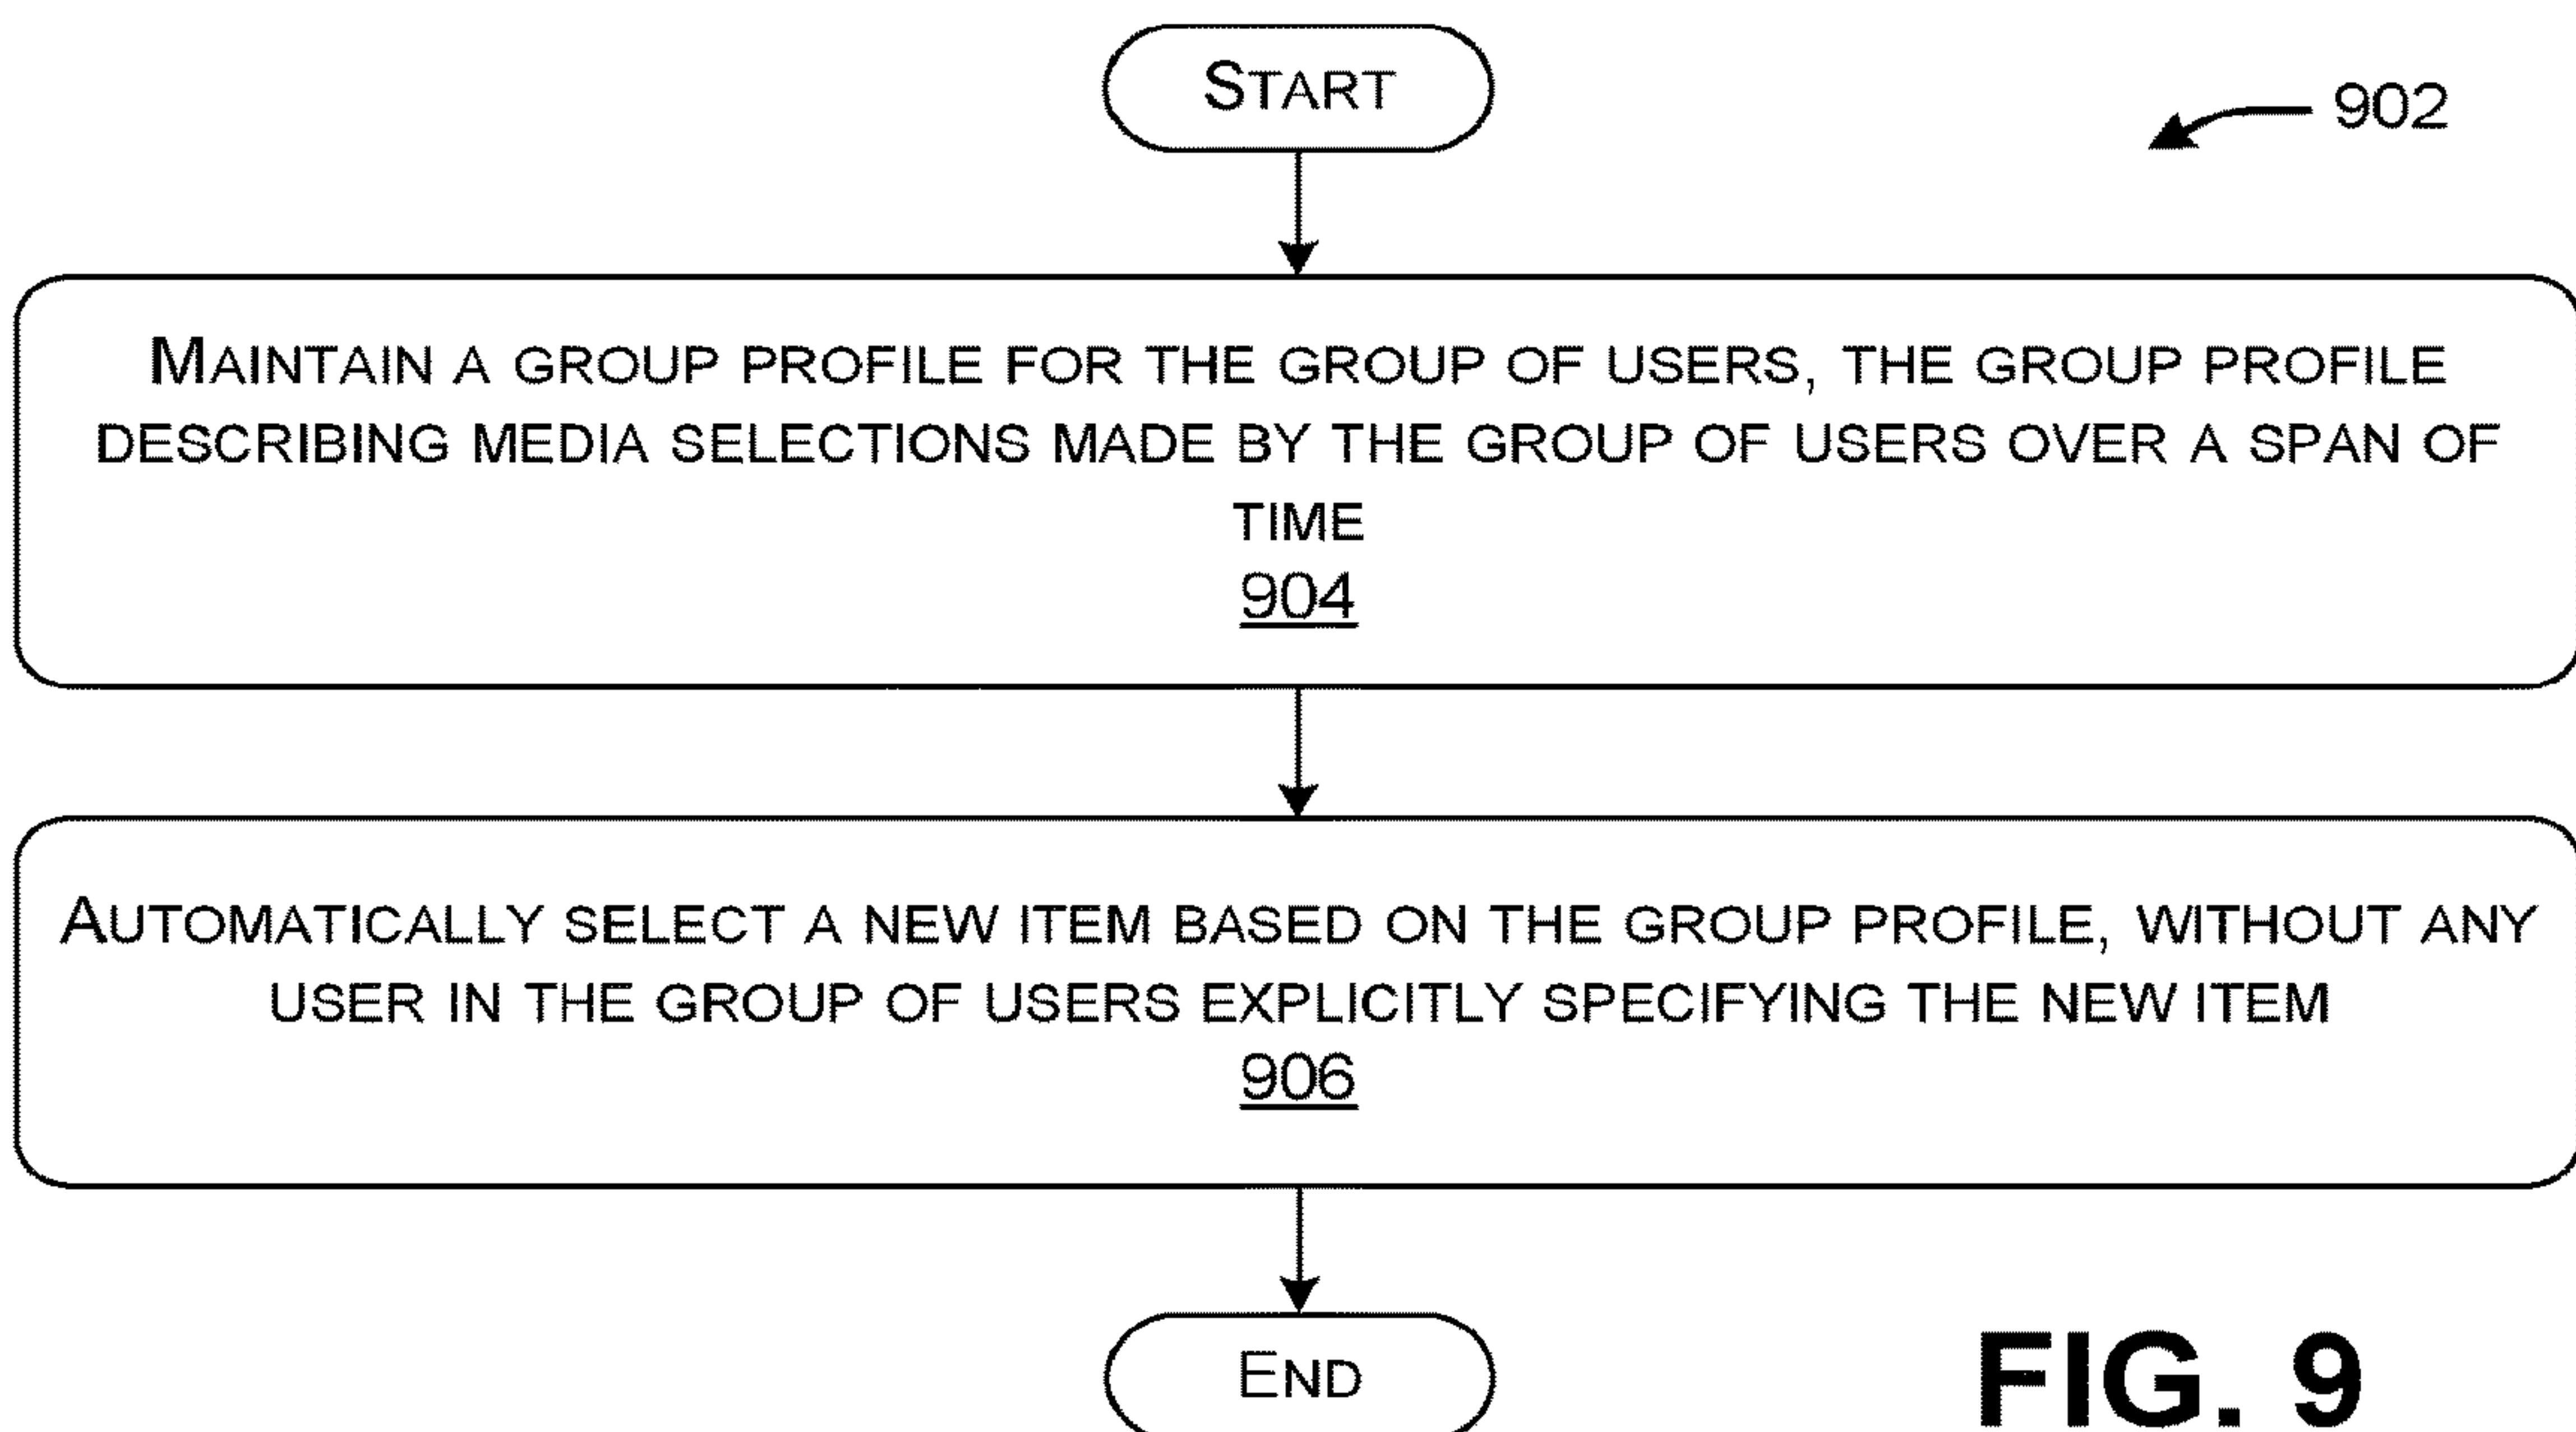 START
902
MAINTAIN A GROUP PROFILE FOR THE GROUP OF USERS, THE GROUP PROFILE
DESCRIBING MEDIA SELECTIONS MADE BY THE GROUP OF USERS OVER A SPAN OF
TIME
904
AUTOMATICALLY SELECT A NEW ITEM BASED ON THE GROUP PROFILE, WITHOUT ANY
USER IN THE GROUP OF USERS EXPLICITLY SPECIFYING THE NEW ITEM
906
END
FIG. 9